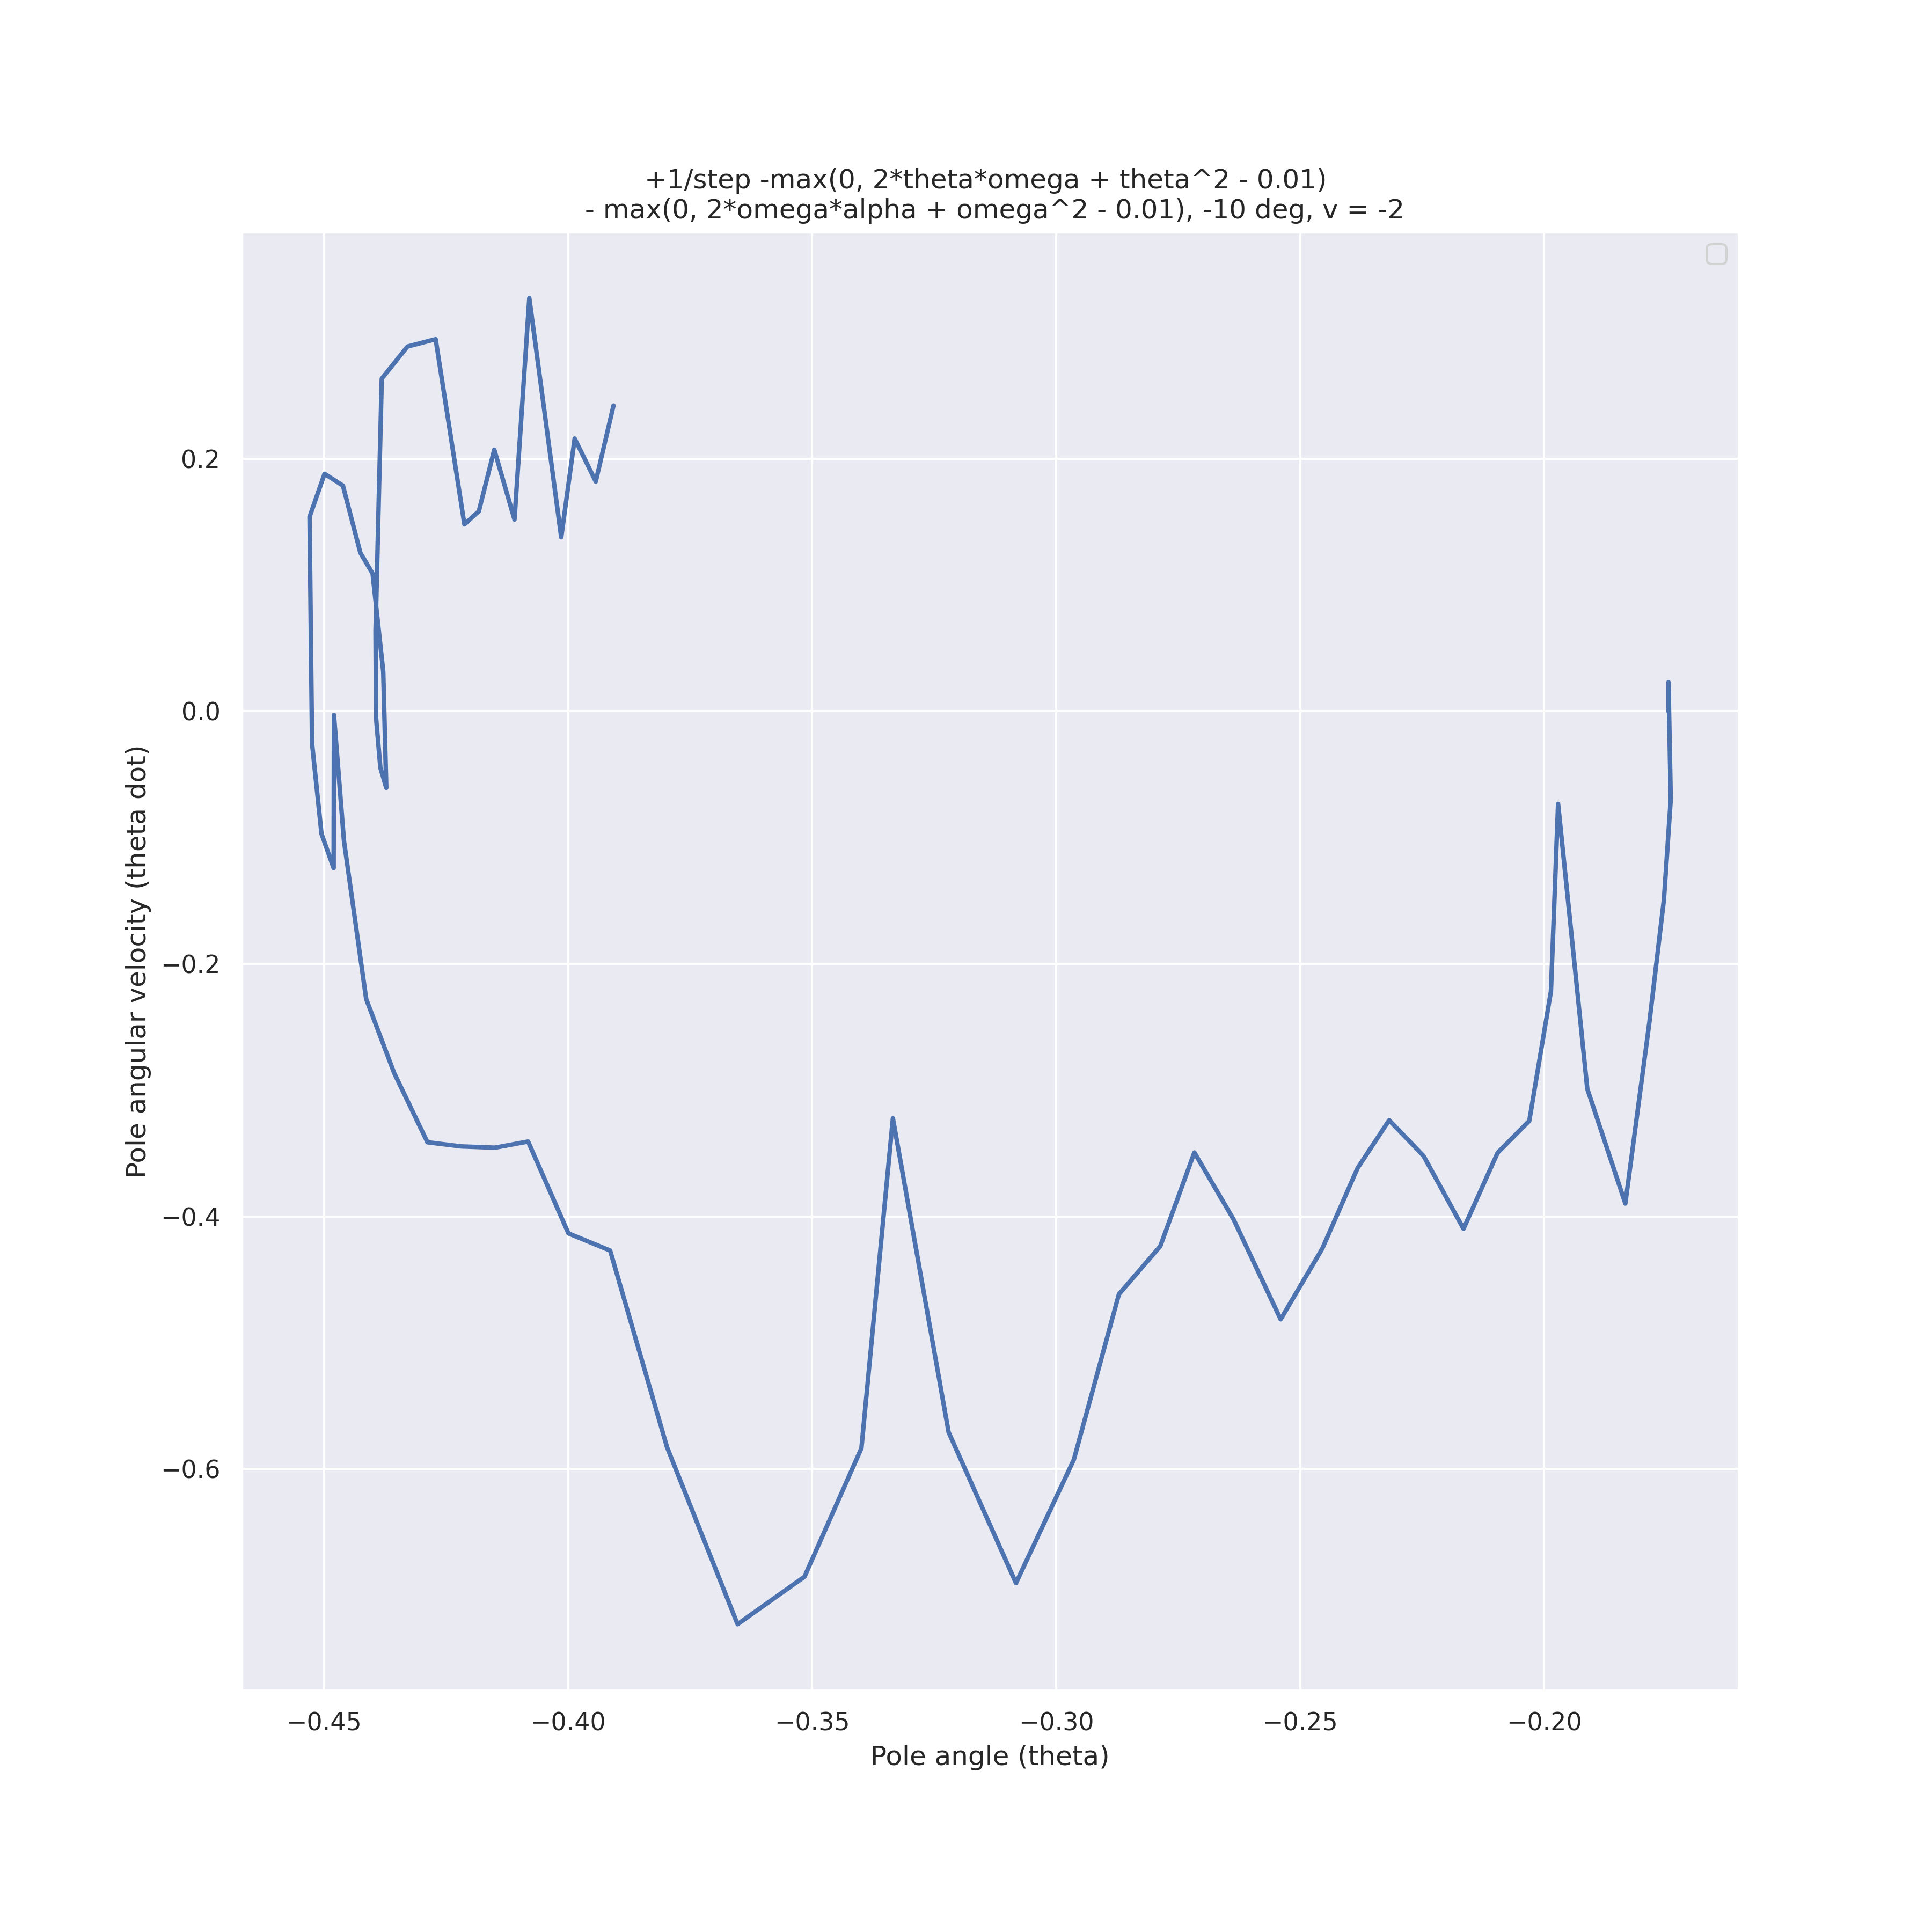 +1/step -max(0, 2*theta*omega + theta^2 - 0.01)
- max(0, 2*omega*alpha + omega^2 - 0.01), -10 deg, v = -2
0.2
0.0
−0.2
−0.4
−0.6
Pole angular velocity (theta dot)
−0.45
−0.40
−0.35
−0.30
−0.25
−0.20
Pole angle (theta)